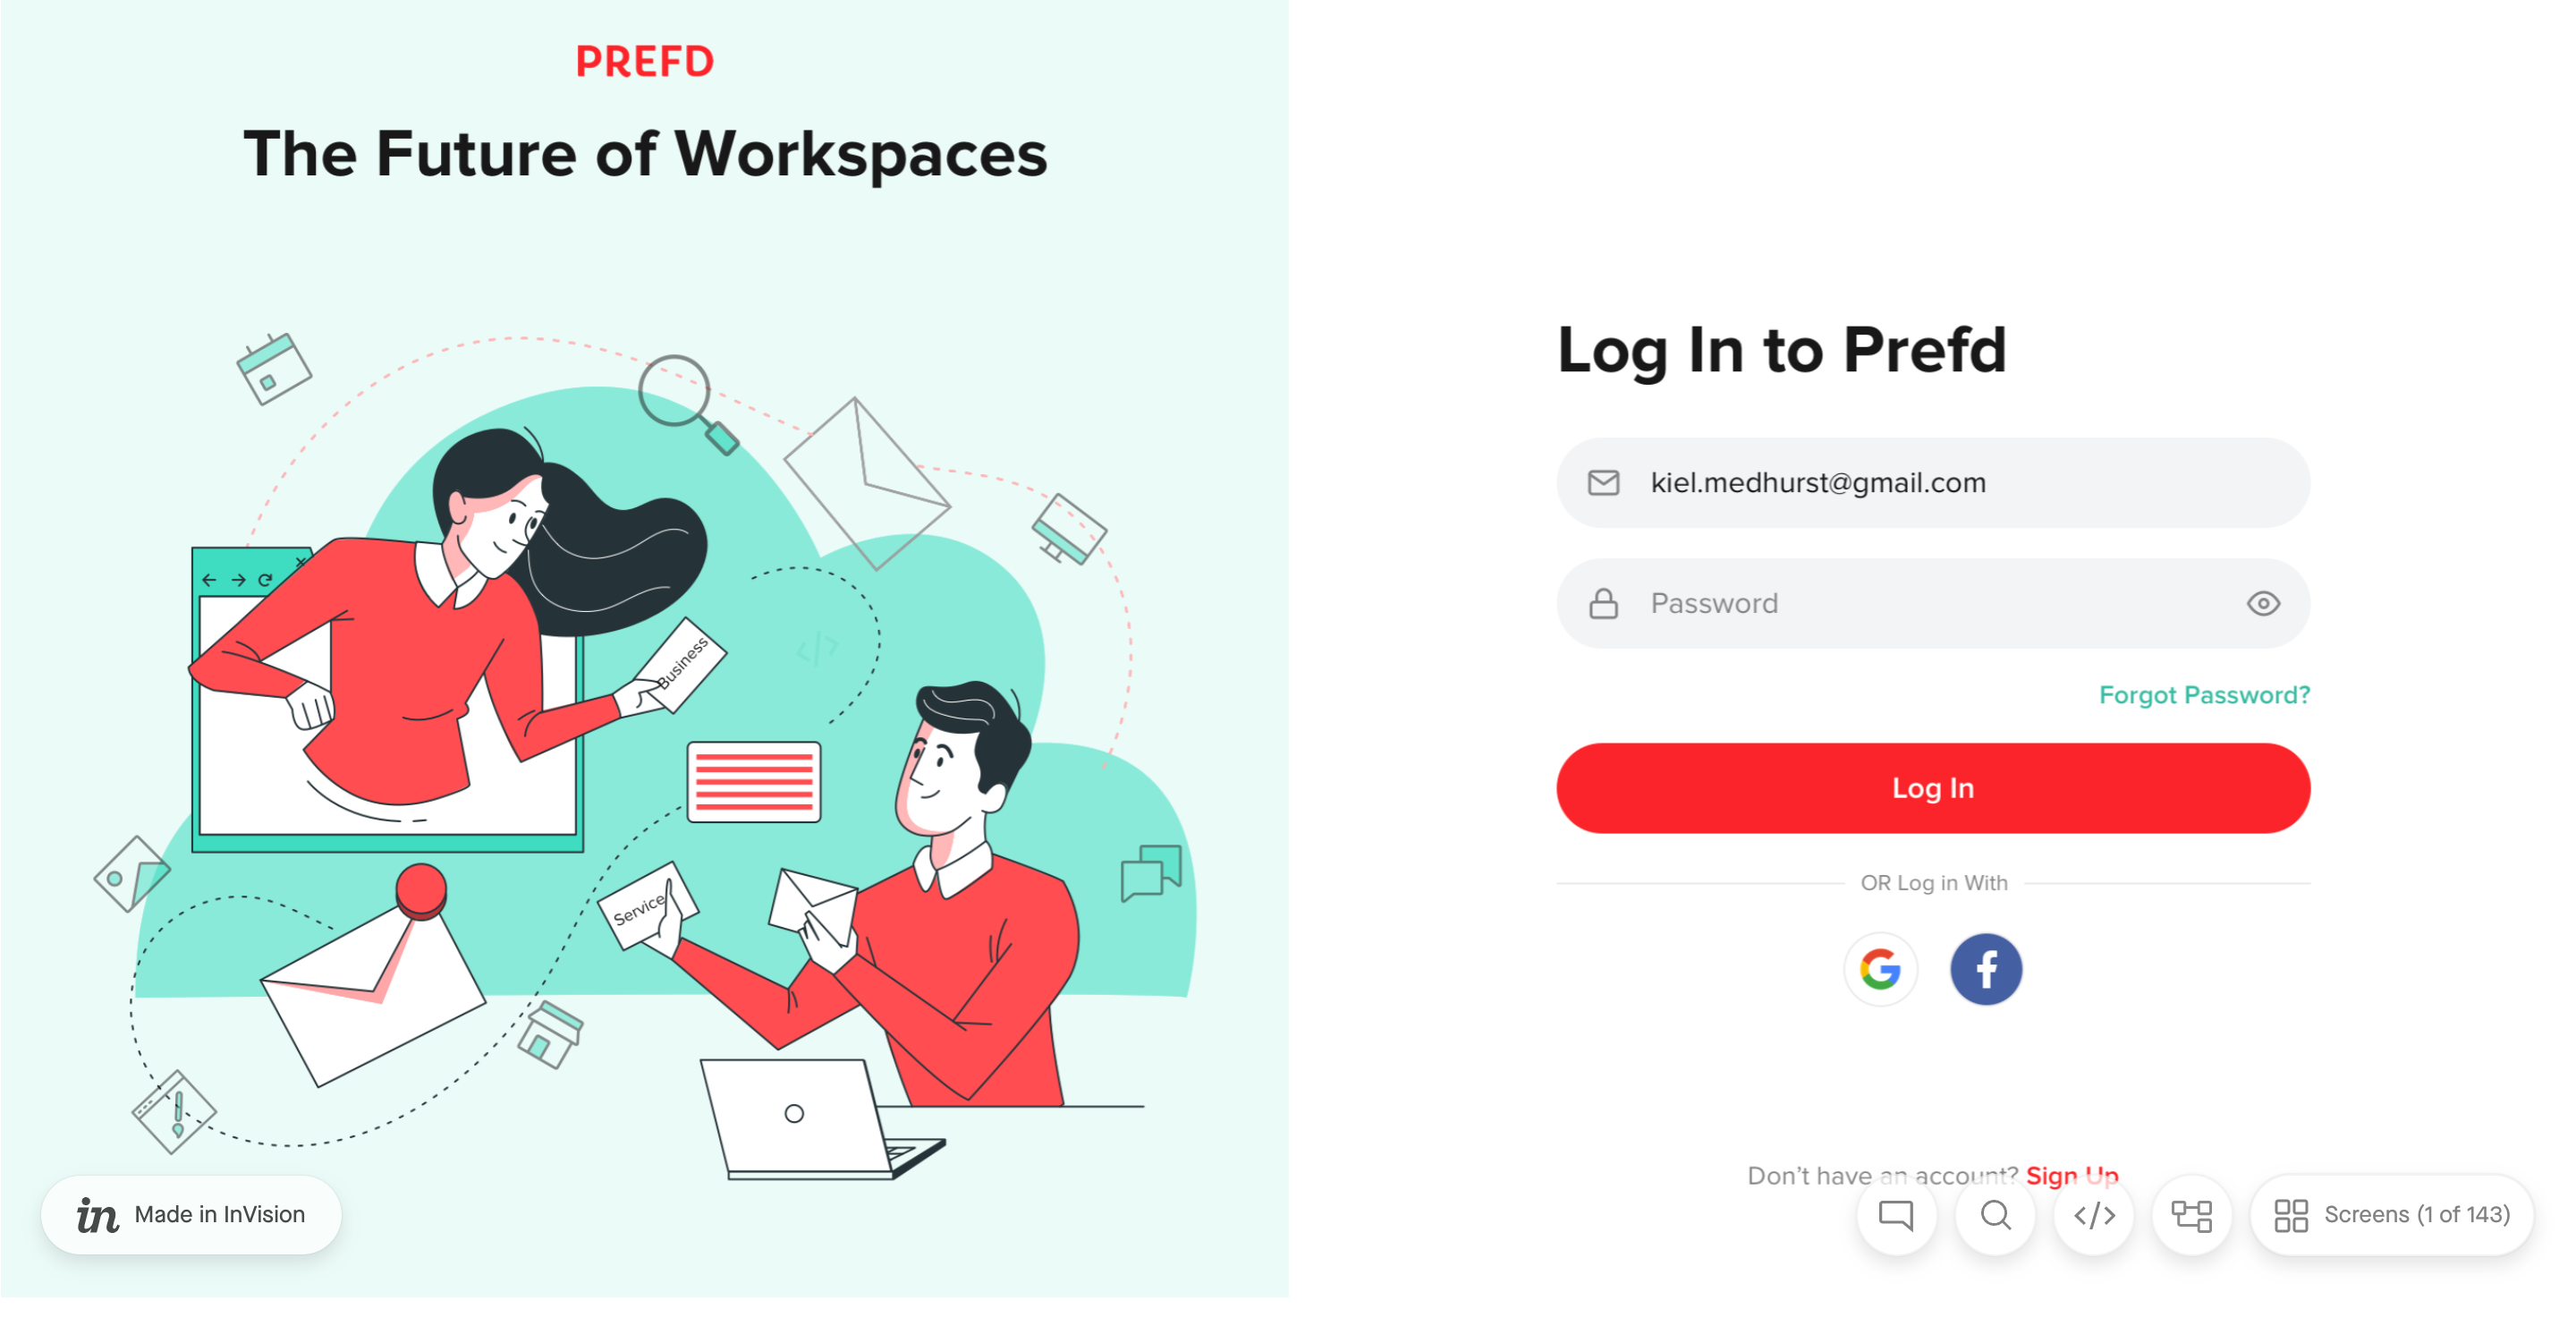 PREFD
The Future of Workspaces
Business
Service
Log In to Prefd
kiel.medhurst@gmail.com
Password
Forgot Password?
Log In
OR Log in With
Don't have an account? Sign Up
in Made in InVision
Screens (1 of 143)